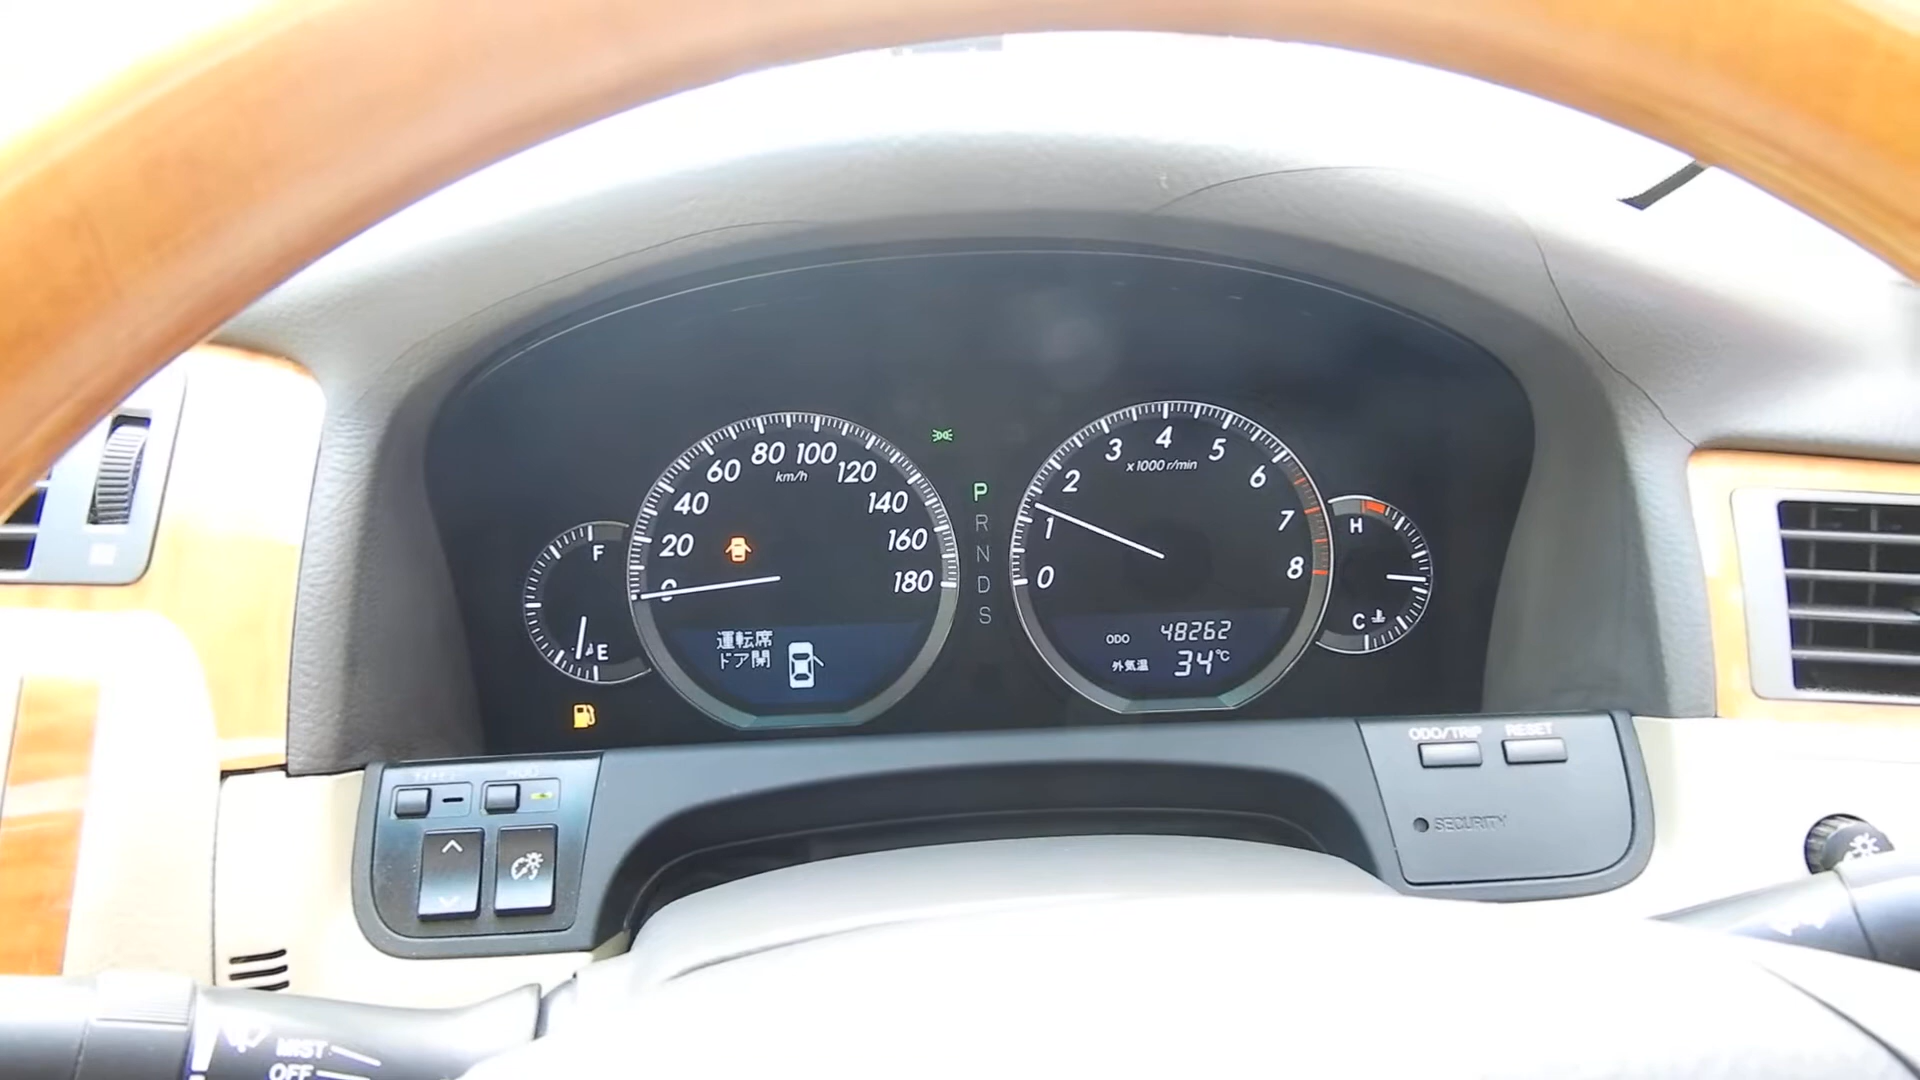 80 100
60 120
40 140
20 160
0 180
km/h
F
E
運転席
ドア開
P
R
N
D
S
4
3 5
2 6
1 7
0 8
x1000 r/min
ODO 48262
外気温 34℃
H
C
ODO/TRIP RESET
SECURITY
MIST
OFF